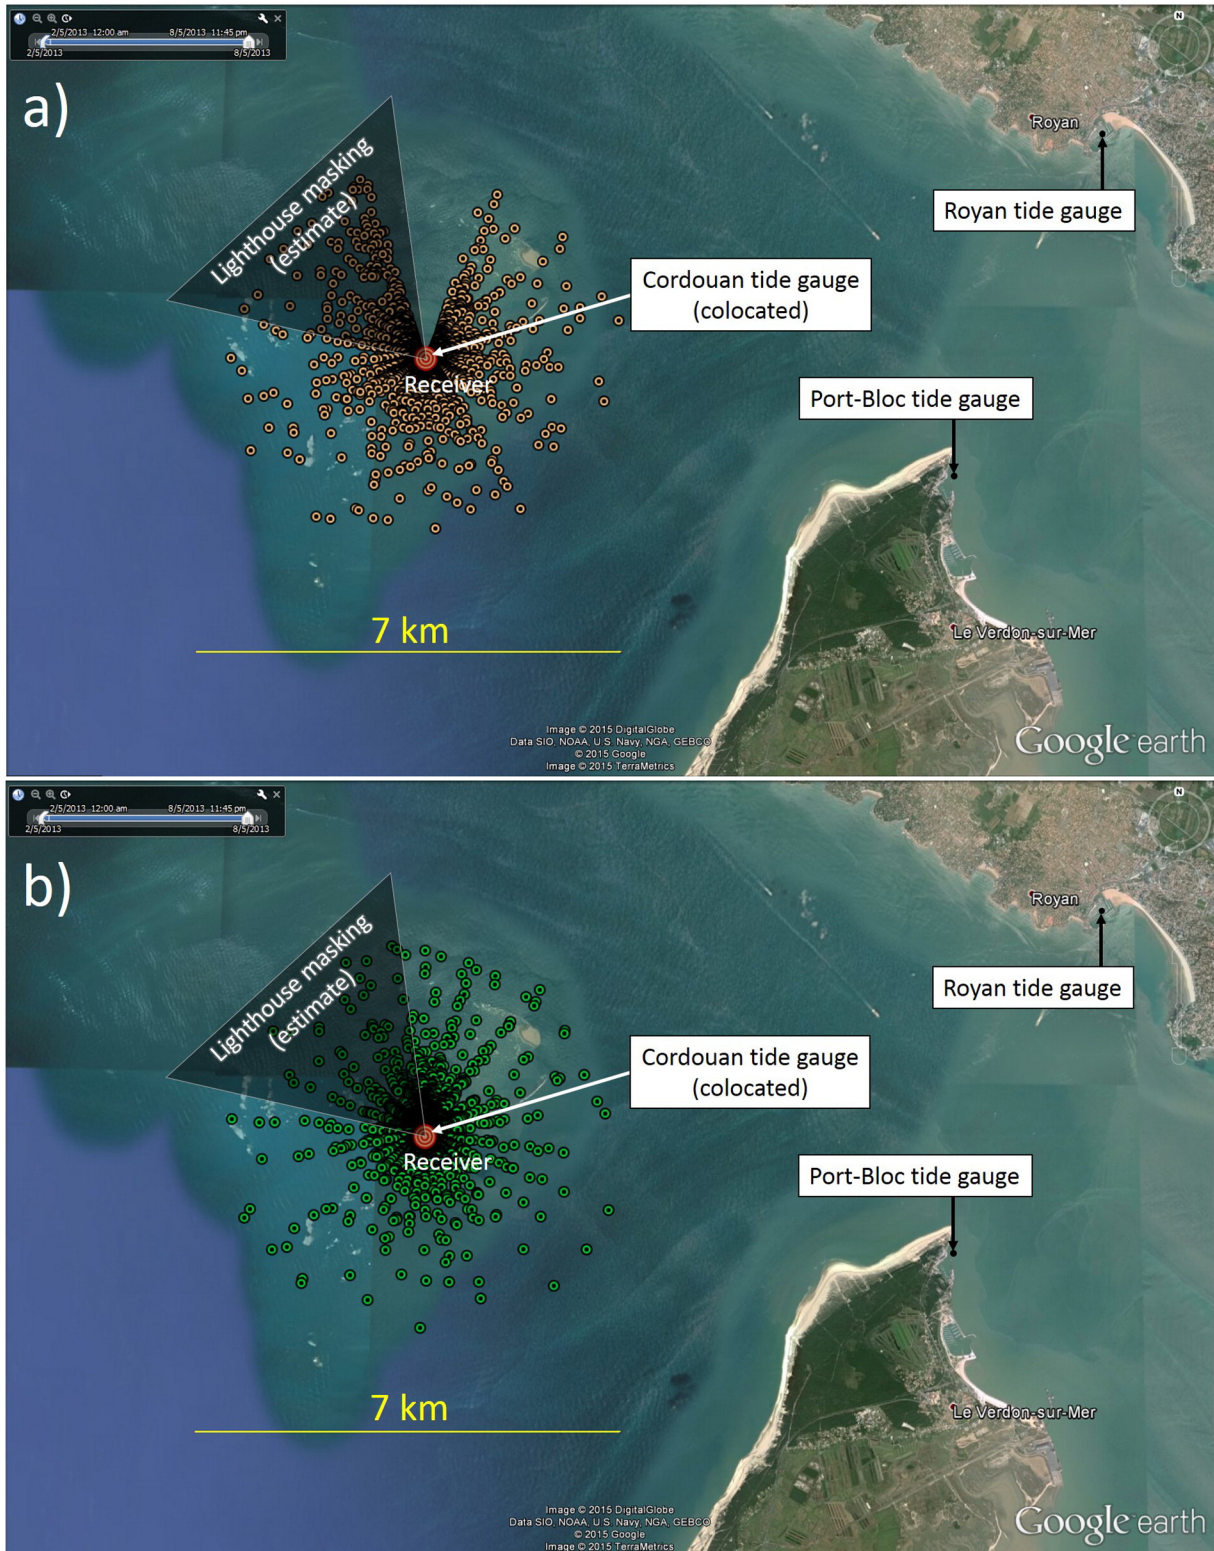 2/5/2013 12:00 am 8/5/2013 11:45 pm
2/5/2013 8/5/2013
N
a)
Lighthouse masking
(estimate)
Royan
Royan tide gauge
Cordouan tide gauge
(colocated)
Receiver
Port-Bloc tide gauge
7 km
Le Verdon-sur-Mer
Image © 2015 DigitalGlobe
Data SIO, NOAA, U.S. Navy, NGA, GEBCO
© 2015 Google
Image © 2015 TerraMetrics
Google earth
2/5/2013 12:00 am 8/5/2013 11:45 pm
2/5/2013 8/5/2013
N
b)
Lighthouse masking
(estimate)
Royan
Royan tide gauge
Cordouan tide gauge
(colocated)
Receiver
Port-Bloc tide gauge
7 km
Le Verdon-sur-Mer
Image © 2015 DigitalGlobe
Data SIO, NOAA, U.S. Navy, NGA, GEBCO
© 2015 Google
Image © 2015 TerraMetrics
Google earth